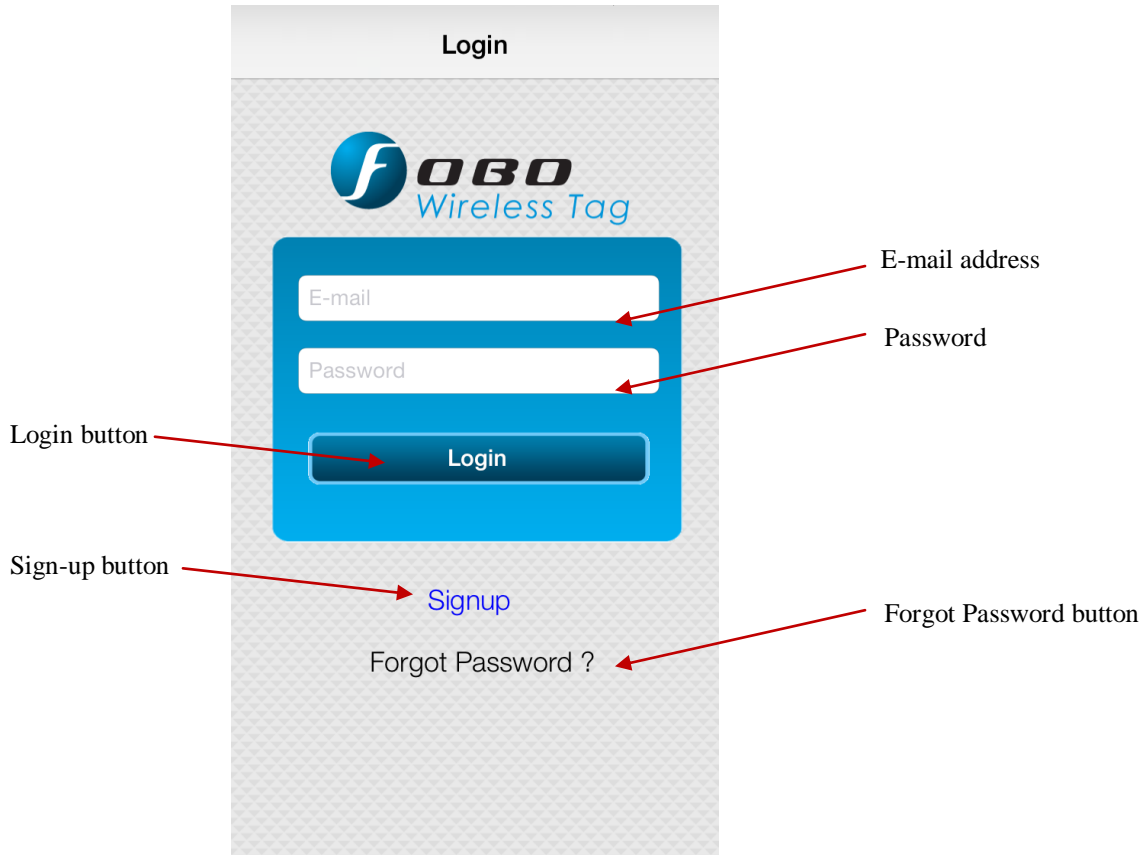 Login
fOBO
Wireless Tag
E-mail address
E-mail
Password
Password
Login button
Login
Sign-up button
Signup
Forgot Password button
Forgot Password ?